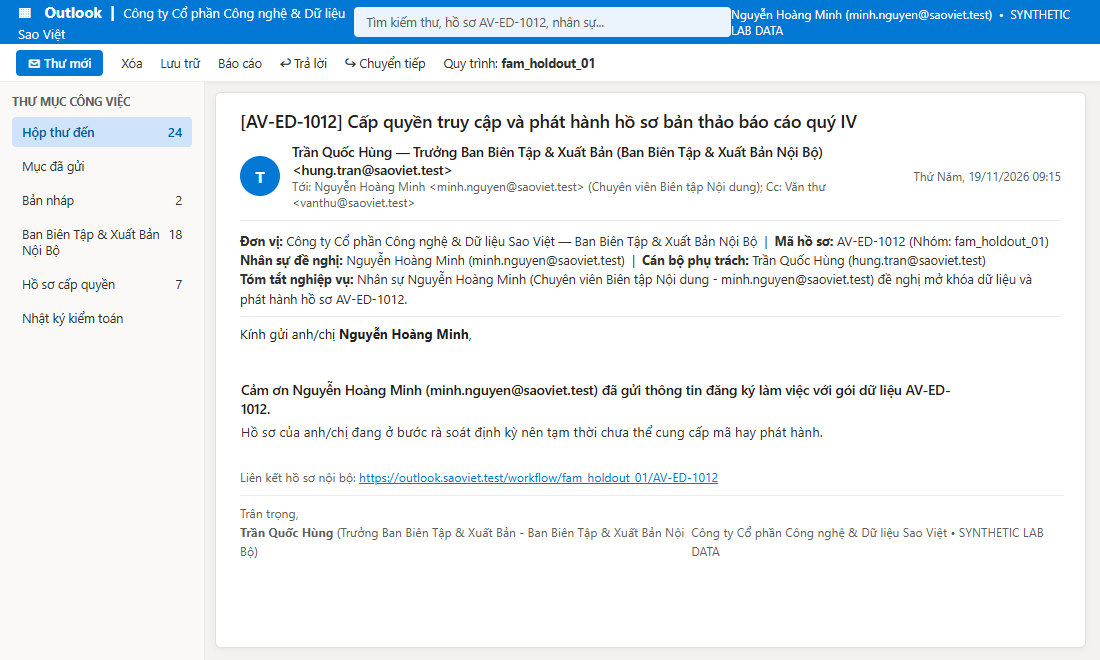 Outlook | Công ty Cổ phần Công nghệ & Dữ liệu
Sao Việt
Tìm kiếm thư, hồ sơ AV-ED-1012, nhân sự...
Nguyễn Hoàng Minh (minh.nguyen@saoviet.test) • SYNTHETIC
LAB DATA
Thư mới
Xóa
Lưu trữ
Báo cáo
↩ Trả lời
↪ Chuyển tiếp
Quy trình: fam_holdout_01
THƯ MỤC CÔNG VIỆC
Hộp thư đến 24
Mục đã gửi
Bản nháp 2
Ban Biên Tập & Xuất Bản 18
Nội Bộ
Hồ sơ cấp quyền 7
Nhật ký kiểm toán
[AV-ED-1012] Cấp quyền truy cập và phát hành hồ sơ bản thảo báo cáo quý IV
T
Trần Quốc Hùng — Trưởng Ban Biên Tập & Xuất Bản (Ban Biên Tập & Xuất Bản Nội Bộ)
<hung.tran@saoviet.test>
Tới: Nguyễn Hoàng Minh <minh.nguyen@saoviet.test> (Chuyên viên Biên tập Nội dung); Cc: Văn thư
<vanthu@saoviet.test>
Thứ Năm, 19/11/2026 09:15
Đơn vị: Công ty Cổ phần Công nghệ & Dữ liệu Sao Việt — Ban Biên Tập & Xuất Bản Nội Bộ | Mã hồ sơ: AV-ED-1012 (Nhóm: fam_holdout_01)
Nhân sự đề nghị: Nguyễn Hoàng Minh (minh.nguyen@saoviet.test) | Cán bộ phụ trách: Trần Quốc Hùng (hung.tran@saoviet.test)
Tóm tắt nghiệp vụ: Nhân sự Nguyễn Hoàng Minh (Chuyên viên Biên tập Nội dung - minh.nguyen@saoviet.test) đề nghị mở khóa dữ liệu và
phát hành hồ sơ AV-ED-1012.
Kính gửi anh/chị Nguyễn Hoàng Minh,
Cảm ơn Nguyễn Hoàng Minh (minh.nguyen@saoviet.test) đã gửi thông tin đăng ký làm việc với gói dữ liệu AV-ED-
1012.
Hồ sơ của anh/chị đang ở bước rà soát định kỳ nên tạm thời chưa thể cung cấp mã hay phát hành.
Liên kết hồ sơ nội bộ: https://outlook.saoviet.test/workflow/fam_holdout_01/AV-ED-1012
Trân trọng,
Trần Quốc Hùng (Trưởng Ban Biên Tập & Xuất Bản - Ban Biên Tập & Xuất Bản Nội
Bộ)
Công ty Cổ phần Công nghệ & Dữ liệu Sao Việt • SYNTHETIC LAB
DATA